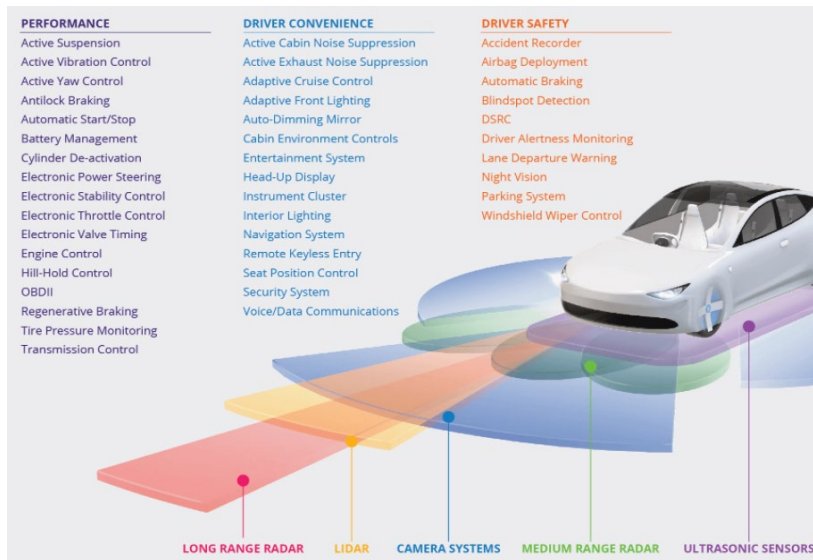 PERFORMANCE
Active Suspension
Active Vibration Control
Active Yaw Control
Antilock Braking
Automatic Start/Stop
Battery Management
Cylinder De-activation
Electronic Power Steering
Electronic Stability Control
Electronic Throttle Control
Electronic Valve Timing
Engine Control
Hill-Hold Control
OBDII
Regenerative Braking
Tire Pressure Monitoring
Transmission Control
DRIVER CONVENIENCE
Active Cabin Noise Suppression
Active Exhaust Noise Suppression
Adaptive Cruise Control
Adaptive Front Lighting
Auto-Dimming Mirror
Cabin Environment Controls
Entertainment System
Head-Up Display
Instrument Cluster
Interior Lighting
Navigation System
Remote Keyless Entry
Seat Position Control
Security System
Voice/Data Communications
DRIVER SAFETY
Accident Recorder
Airbag Deployment
Automatic Braking
Blindspot Detection
DSRC
Driver Alertness Monitoring
Lane Departure Warning
Night Vision
Parking System
Windshield Wiper Control
LONG RANGE RADAR
LIDAR
CAMERA SYSTEMS
MEDIUM RANGE RADAR
ULTRASONIC SENSORS